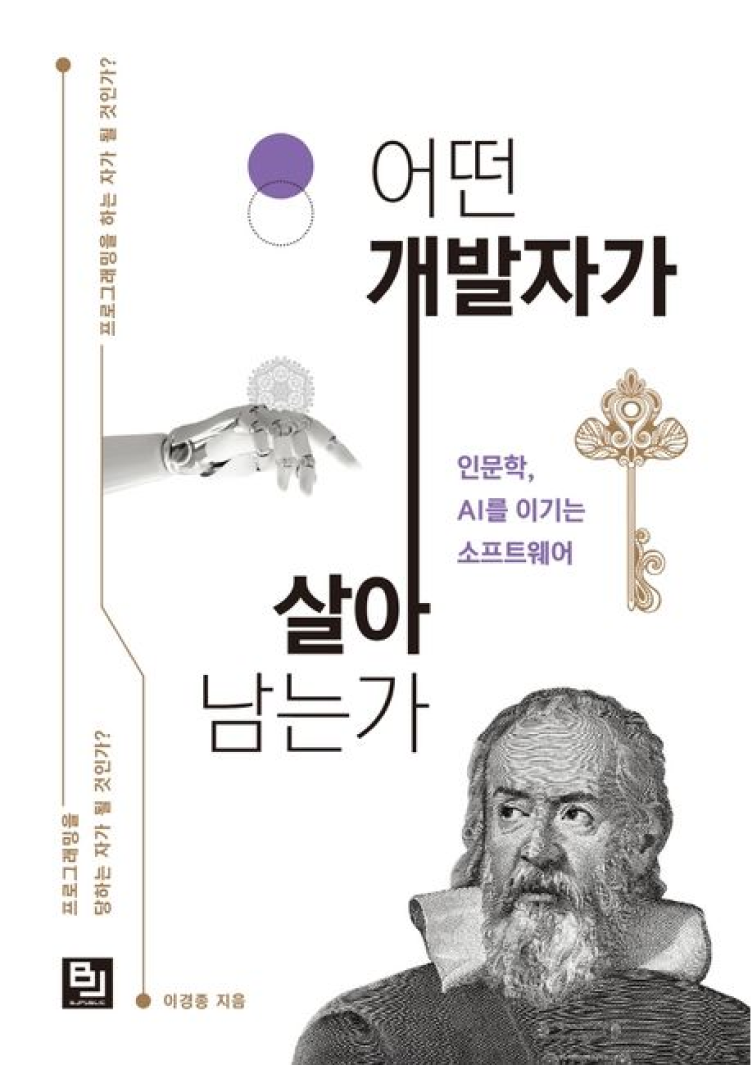 프로그래밍을 하는 자가 될 것인가?
어떤
개발자가
인문학,
AI를 이기는
소프트웨어
살아
남는가
프로그래밍을
당하는 자가 될 것인가?
BJ
BJPUBLIC
이경종 지음